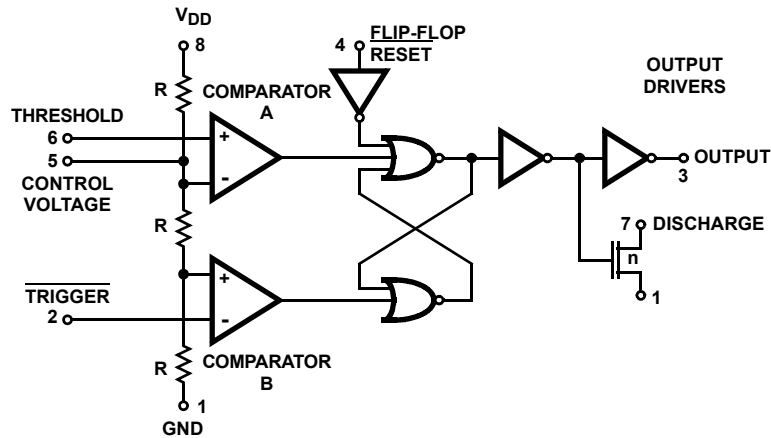 V_DD
8
4
FLIP-FLOP
RESET
R
COMPARATOR
A
OUTPUT
DRIVERS
THRESHOLD
6
+
5
OUTPUT
3
CONTROL
VOLTAGE
-
R
7
DISCHARGE
n
+
1
TRIGGER
2
-
R
COMPARATOR
B
1
GND